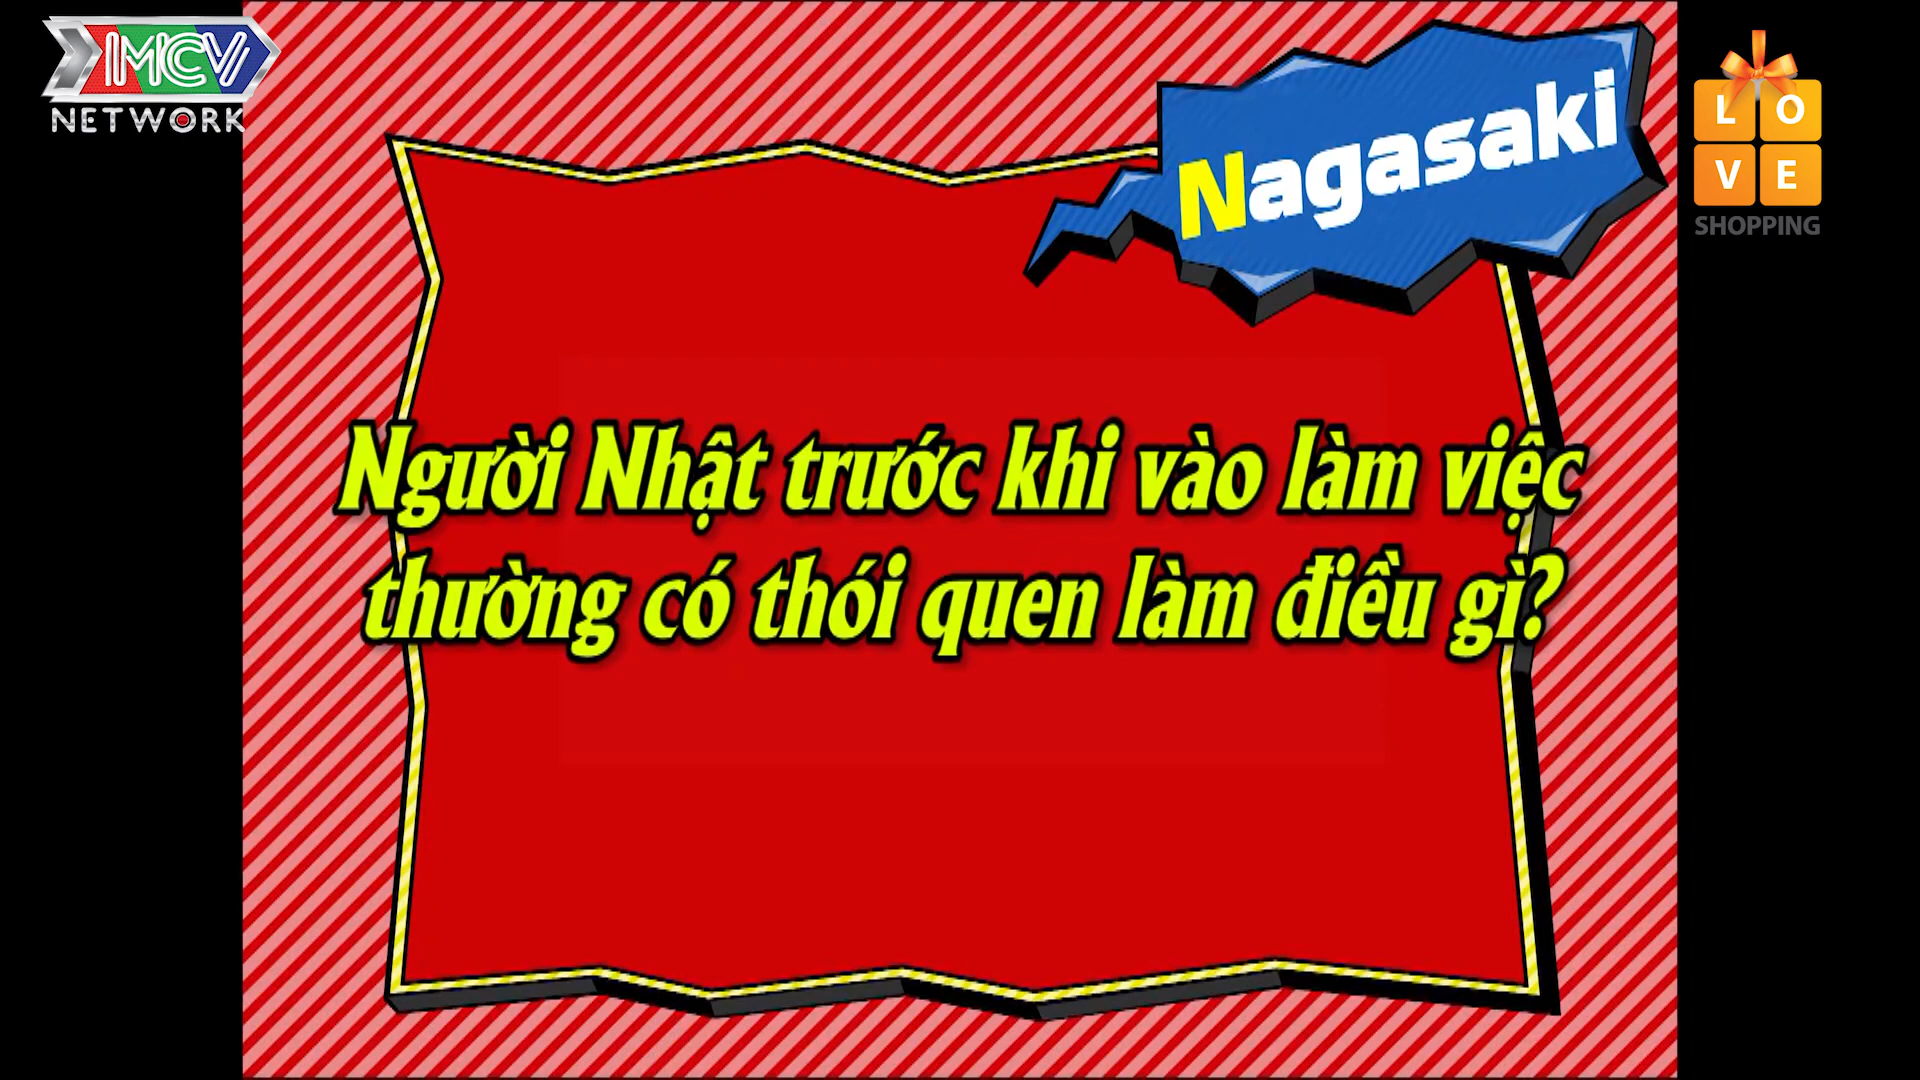 MCV
NETWORK
Nagasaki
L O
V E
SHOPPING
Người Nhật trước khi vào làm việc
thường có thói quen làm điều gì?